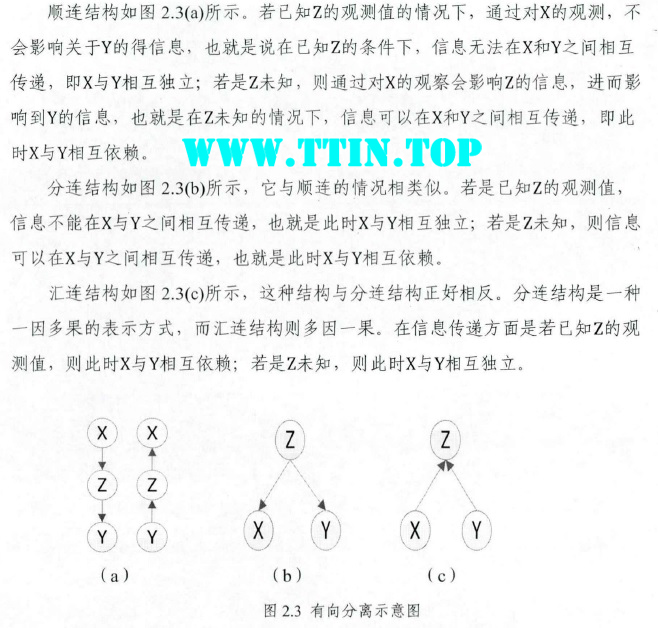 顺连结构如图 2.3(a)所示。若已知Z的观测值的情况下，通过对X的观测，不
会影响关于Y的得信息，也就是说在已知Z的条件下，信息无法在X和Y之间相互
传递，即X与Y相互独立；若是Z未知，则通过对X的观察会影响Z的信息，进而影
响到Y的信息，也就是在Z未知的情况下，信息可以在X和Y之间相互传递，即此
时X与Y相互依赖。
WWW.TTIN.TOP
分连结构如图 2.3(b)所示，它与顺连的情况相类似。若是已知Z的观测值，
信息不能在X与Y之间相互传递，也就是此时X与Y相互独立；若是Z未知，则信息
可以在X与Y之间相互传递，也就是此时X与Y相互依赖。
汇连结构如图 2.3(c)所示，这种结构与分连结构正好相反。分连结构是一种
一因多果的表示方式，而汇连结构则多因一果。在信息传递方面是若已知Z的观
测值，则此时X与Y相互依赖；若是Z未知，则此时X与Y相互独立。
X X
Z Z
Y Y
(a)
Z
X Y
(b)
Z
X Y
(c)
图 2.3 有向分离示意图